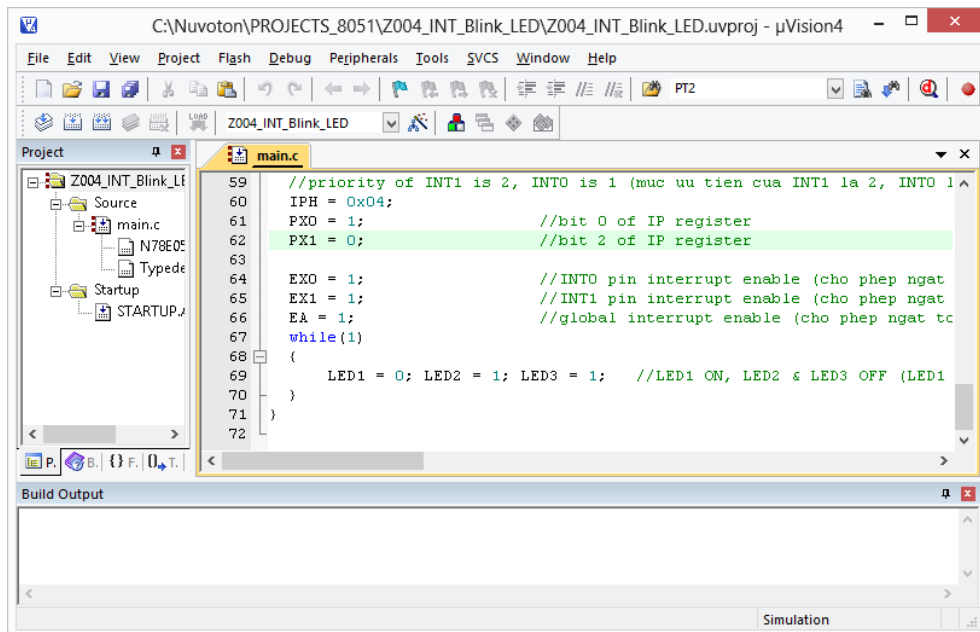 C:\Nuvoton\PROJECTS_8051\Z004_INT_Blink_LED\Z004_INT_Blink_LED.uvproj - µVision4
File Edit View Project Flash Debug Peripherals Tools SVCS Window Help
PT2
LOAD Z004_INT_Blink_LED
Project
main.c
Z004_INT_Blink_LE
Source
main.c
N78E05
Typede
Startup
STARTUP.A
59 //priority of INT1 is 2, INT0 is 1 (muc uu tien cua INT1 la 2, INT0 l
60 IPH = 0x04;
61 PX0 = 1; //bit 0 of IP register
62 PX1 = 0; //bit 2 of IP register
63
64 EX0 = 1; //INT0 pin interrupt enable (cho phep ngat
65 EX1 = 1; //INT1 pin interrupt enable (cho phep ngat
66 EA = 1; //global interrupt enable (cho phep ngat to
67 while(1)
68 {
69 LED1 = 0; LED2 = 1; LED3 = 1; //LED1 ON, LED2 & LED3 OFF (LED1
70 }
71 }
72
P. B. {} F. 0 T.
Build Output
Simulation